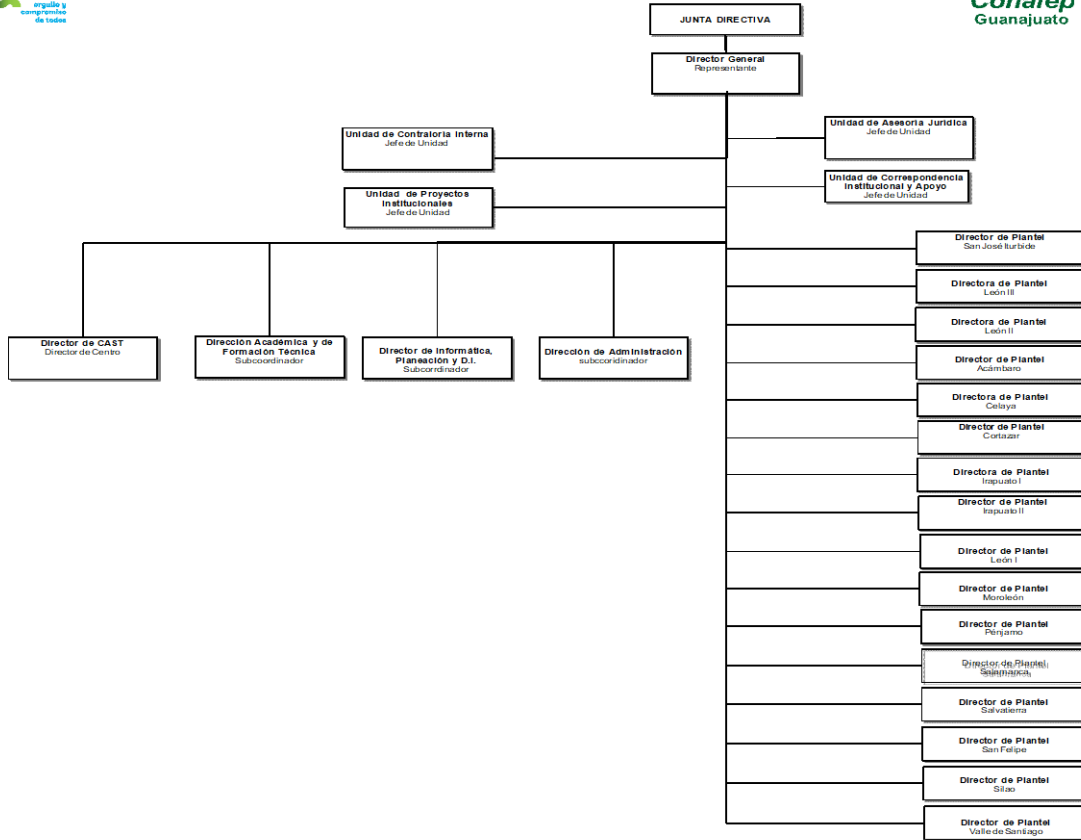 orgullo y
compromiso
de todos
Conalep
Guanajuato
JUNTA DIRECTIVA
Director General
Representante
Unidad de Contraloría Interna
Jefe de Unidad
Unidad de Asesoría Jurídica
Jefe de Unidad
Unidad de Proyectos
Institucionales
Jefe de Unidad
Unidad de Correspondencia
Institucional y Apoyo
Jefe de Unidad
Director de CAST
Director de Centro
Dirección Académica y de
Formación Técnica
Subcoordinador
Director de Informática,
Planeación y D.I.
Subcorrdinador
Dirección de Administración
subccoridinador
Director de Plantel
San José Iturbide
Directora de Plantel
León III
Directora de Plantel
León II
Director de Plantel
Acámbaro
Directora de Plantel
Celaya
Director de Plantel
Cortazar
Directora de Plantel
Irapuato I
Director de Plantel
Irapuato II
Director de Plantel
León I
Director de Plantel
Moroleón
Director de Plantel
Pénjamo
Director de Plantel
Salamanca
Director de Plantel
Salvatierra
Director de Plantel
San Felipe
Director de Plantel
Silao
Director de Plantel
Valle de Santiago